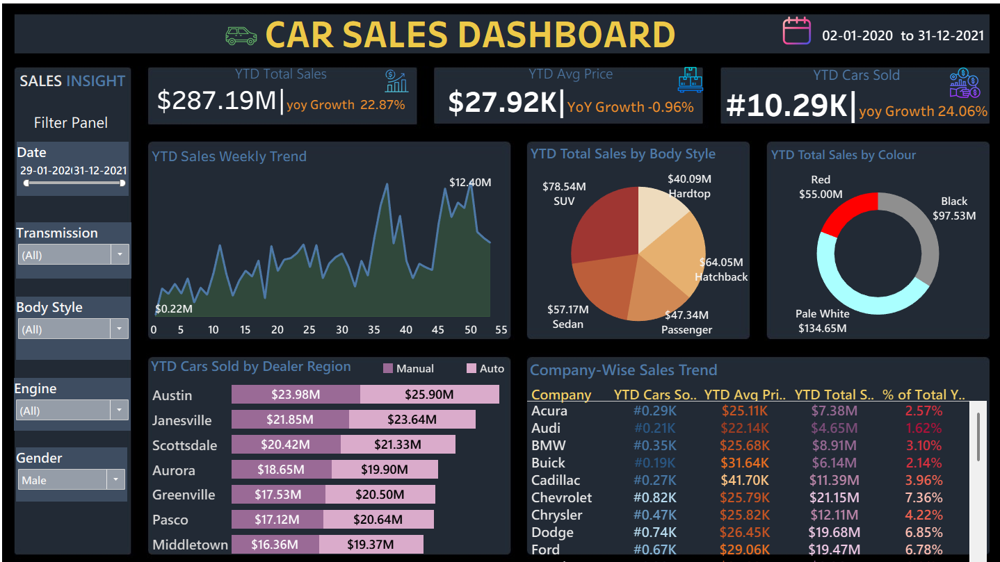 CAR SALES DASHBOARD
02-01-2020 to 31-12-2021
SALES INSIGHT
Filter Panel
Date
29-01-202 31-12-2021
Transmission
(All)
Body Style
(All)
Engine
(All)
Gender
Male
YTD Total Sales
$287.19M| yoy Growth 22.87%
YTD Avg Price
$27.92K| YoY Growth -0.96%
YTD Cars Sold
#10.29K| yoy Growth 24.06%
YTD Sales Weekly Trend
$12.40M
$0.22M
0 5 10 15 20 25 30 35 40 45 50 55
YTD Total Sales by Body Style
$40.09M
Hardtop
$78.54M
SUV
$64.05M
Hatchback
$57.17M
Sedan
$47.34M
Passenger
YTD Total Sales by Colour
Red
$55.00M
Black
$97.53M
Pale White
$134.65M
YTD Cars Sold by Dealer Region
Manual Auto
Austin $23.98M $25.90M
Janesville $21.85M $23.64M
Scottsdale $20.42M $21.33M
Aurora $18.65M $19.90M
Greenville $17.53M $20.50M
Pasco $17.12M $20.64M
Middletown $16.36M $19.37M
Company-Wise Sales Trend
Company YTD Cars So.. YTD Avg Pri.. YTD Total S.. % of Total Y..
Acura #0.29K $25.11K $7.38M 2.57%
Audi #0.21K $22.14K $4.65M 1.62%
BMW #0.35K $25.68K $8.91M 3.10%
Buick #0.19K $31.64K $6.14M 2.14%
Cadillac #0.27K $41.70K $11.39M 3.96%
Chevrolet #0.82K $25.79K $21.15M 7.36%
Chrysler #0.47K $25.82K $12.11M 4.22%
Dodge #0.74K $26.45K $19.68M 6.85%
Ford #0.67K $29.06K $19.47M 6.78%